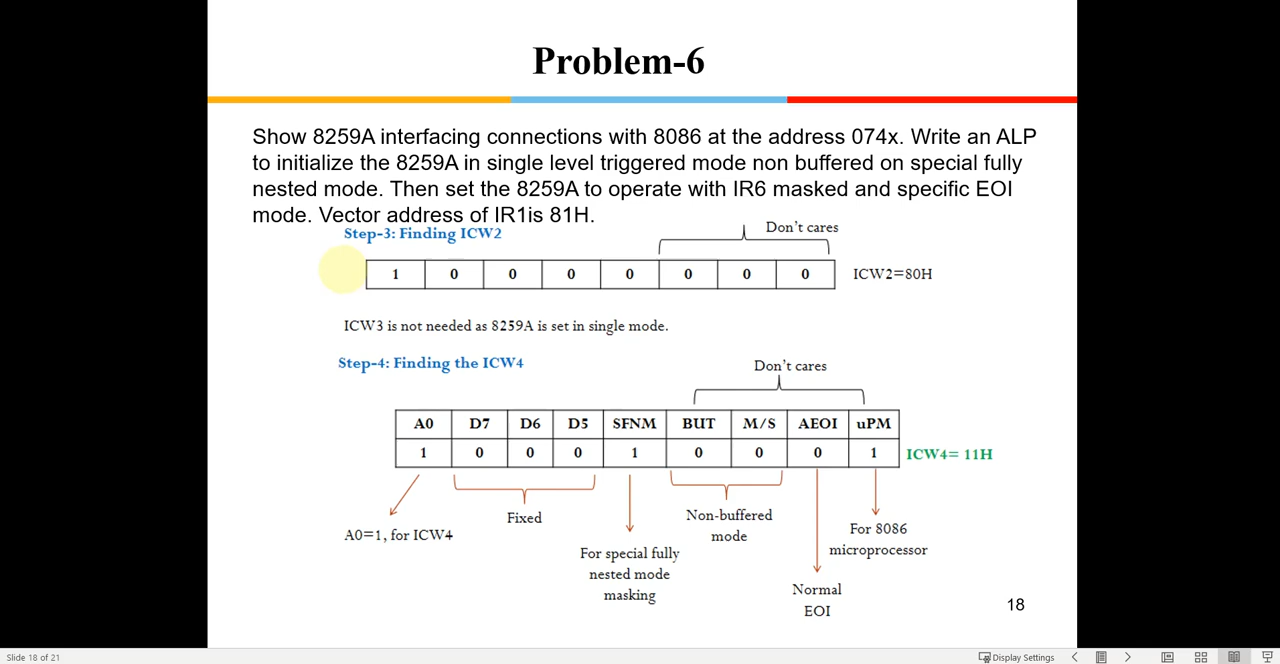 Problem-6
Show 8259A interfacing connections with 8086 at the address 074x. Write an ALP
to initialize the 8259A in single level triggered mode non buffered on special fully
nested mode. Then set the 8259A to operate with IR6 masked and specific EOI
mode. Vector address of IR1is 81H.
Step-3: Finding ICW2
Don't cares
1 0 0 0 0 0 0 0
ICW2=80H
ICW3 is not needed as 8259A is set in single mode.
Step-4: Finding the ICW4
Don't cares
A0 D7 D6 D5 SFNM BUT M/S AEOI uPM
1 0 0 0 1 0 0 0 1
ICW4= 11H
A0=1, for ICW4
Fixed
For special fully
nested mode
masking
Non-buffered
mode
Normal
EOI
For 8086
microprocessor
18
Slide 18 of 21
Display Settings